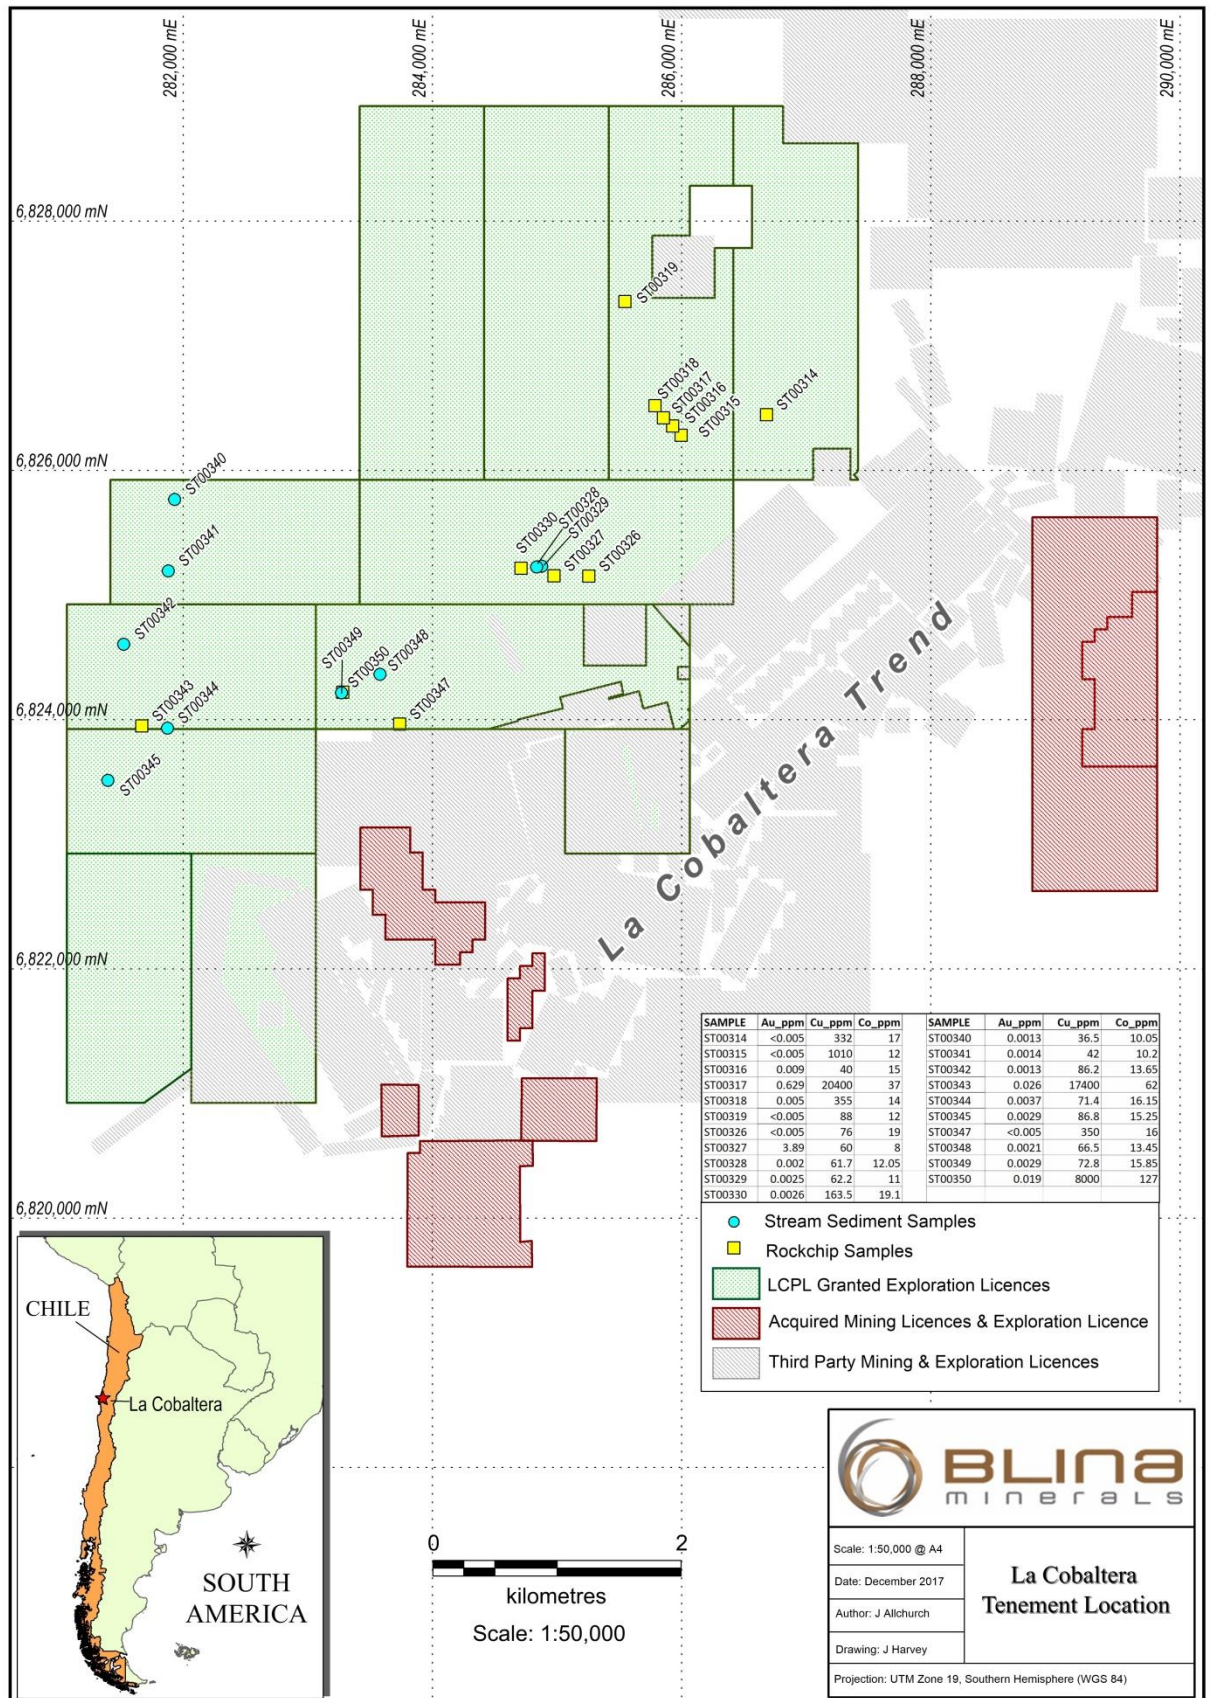 282,000 mE
284,000 mE
286,000 mE
288,000 mE
290,000 mE
6,828,000 mN
ST00319
ST00318
ST00317
ST00316
ST00315
ST00314
6,826,000 mN
ST00340
ST00341
ST00330
ST00328
ST00329
ST00327
ST00326
ST00342
ST00349
ST00350
ST00348
ST00343
ST00344
ST00347
6,824,000 mN
ST00345
La Cobaltera Trend
6,822,000 mN
SAMPLE Au_ppm Cu_ppm Co_ppm SAMPLE Au_ppm Cu_ppm Co_ppm
ST00314 <0.005 332 17 ST00340 0.0013 36.5 10.05
ST00315 <0.005 1010 12 ST00341 0.0014 42 10.2
ST00316 0.009 40 15 ST00342 0.0013 86.2 13.65
ST00317 0.629 20400 37 ST00343 0.026 17400 62
ST00318 0.005 355 14 ST00344 0.0037 71.4 16.15
ST00319 <0.005 88 12 ST00345 0.0029 86.8 15.25
ST00326 <0.005 76 19 ST00347 <0.005 350 16
ST00327 3.89 60 8 ST00348 0.0021 66.5 13.45
ST00328 0.002 61.7 12.05 ST00349 0.0029 72.8 15.85
ST00329 0.0025 62.2 11 ST00350 0.019 8000 127
ST00330 0.0026 163.5 19.1
6,820,000 mN
Stream Sediment Samples
Rockchip Samples
LCPL Granted Exploration Licences
Acquired Mining Licences & Exploration Licence
Third Party Mining & Exploration Licences
CHILE
La Cobaltera
SOUTH
AMERICA
0 2
kilometres
Scale: 1:50,000
BLINA
minerals
Scale: 1:50,000 @ A4
Date: December 2017
Author: J Allchurch
Drawing: J Harvey
La Cobaltera
Tenement Location
Projection: UTM Zone 19, Southern Hemisphere (WGS 84)